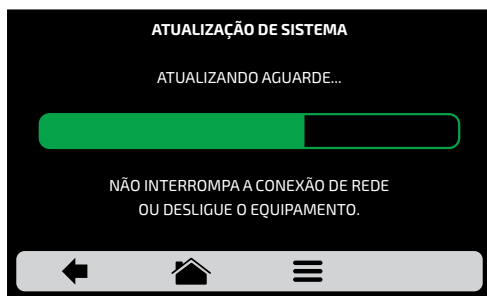 ATUALIZAÇÃO DE SISTEMA
ATUALIZANDO AGUARDE...
NÃO INTERROMPA A CONEXÃO DE REDE
OU DESLIGUE O EQUIPAMENTO.